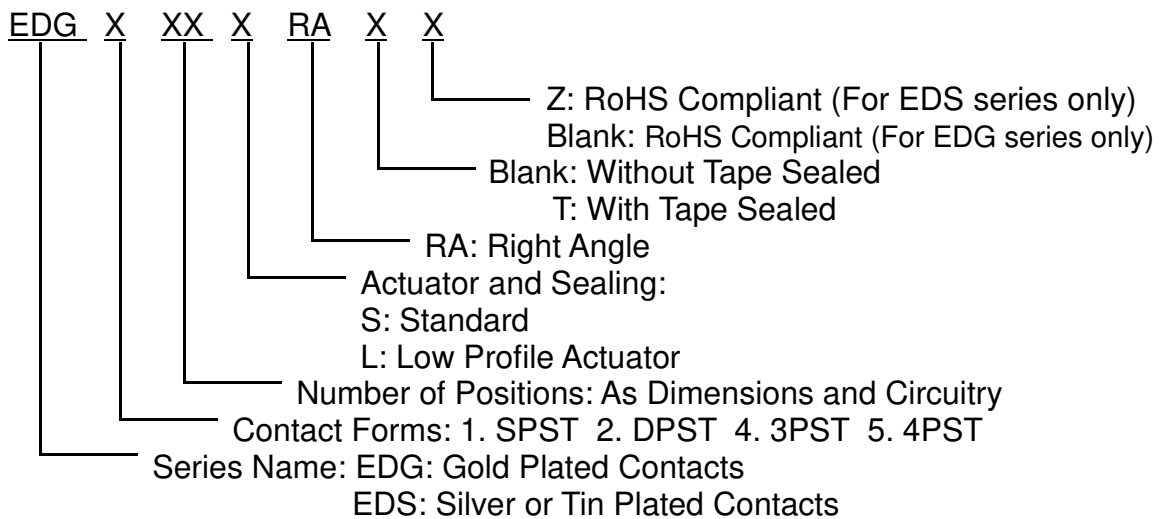 EDG X XX X RA X X
Z: RoHS Compliant (For EDS series only)
Blank: RoHS Compliant (For EDG series only)
Blank: Without Tape Sealed
T: With Tape Sealed
RA: Right Angle
Actuator and Sealing:
S: Standard
L: Low Profile Actuator
Number of Positions: As Dimensions and Circuitry
Contact Forms: 1. SPST 2. DPST 4. 3PST 5. 4PST
Series Name: EDG: Gold Plated Contacts
EDS: Silver or Tin Plated Contacts